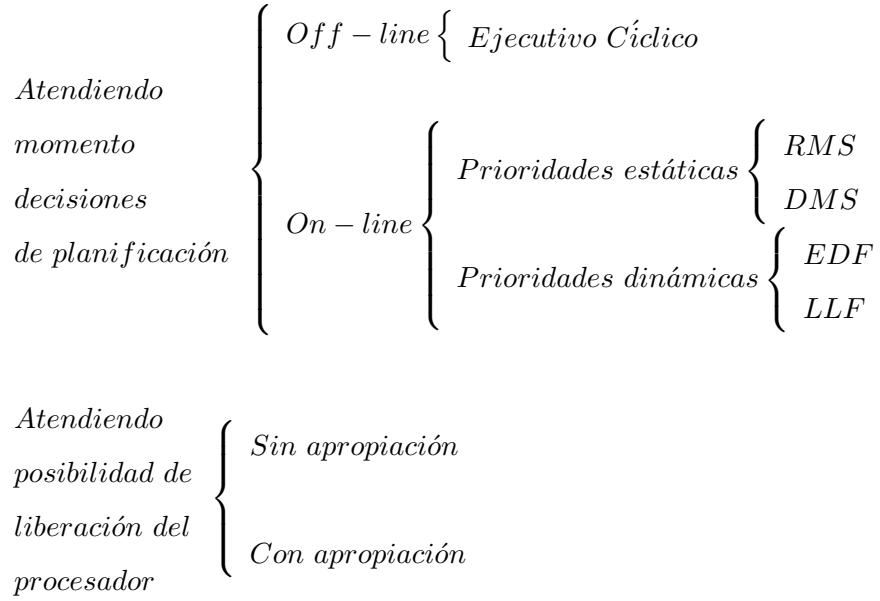 Off − line { Ejecutivo Cíclico
Atendiendo
momento
decisiones
de planificación
On − line
Prioridades estáticas
RMS
DMS
Prioridades dinámicas
EDF
LLF
Atendiendo
posibilidad de
liberación del
procesador
Sin apropiación
Con apropiación